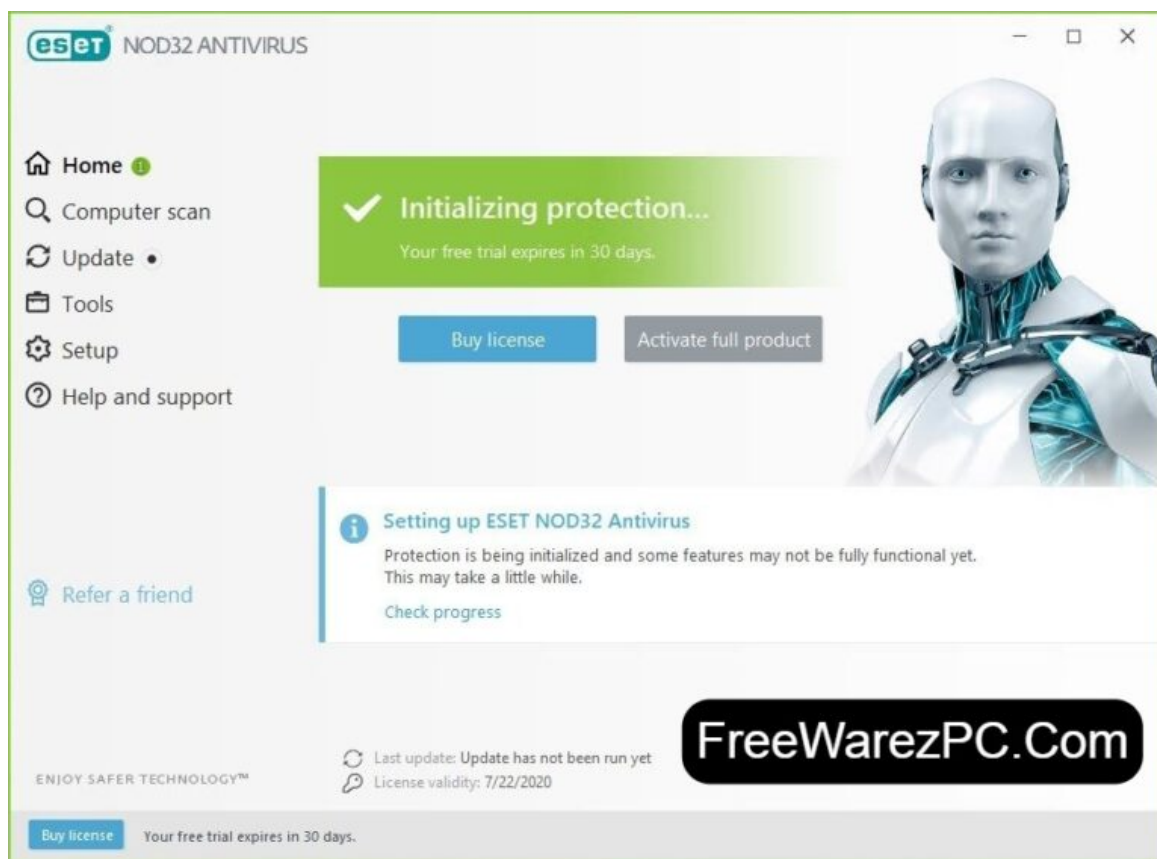 eset NOD32 ANTIVIRUS
Home 1
Computer scan
Update
Tools
Setup
Help and support
Initializing protection...
Your free trial expires in 30 days.
Buy license Activate full product
Setting up ESET NOD32 Antivirus
Protection is being initialized and some features may not be fully functional yet.
This may take a little while.
Check progress
Refer a friend
FreeWarezPC.Com
Last update: Update has not been run yet
License validity: 7/22/2020
ENJOY SAFER TECHNOLOGY™
Buy license Your free trial expires in 30 days.